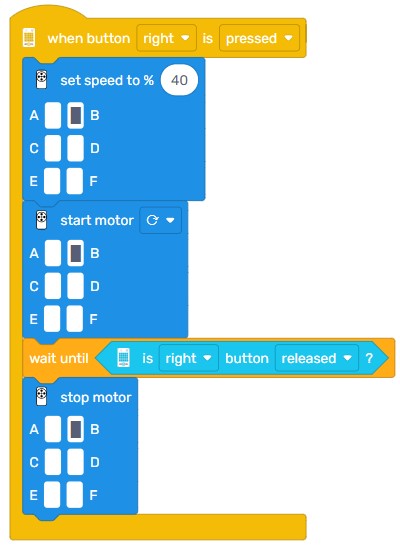 when button right is pressed
set speed to % 40
A B
C D
E F
start motor
A B
C D
E F
wait until is right button released ?
stop motor
A B
C D
E F